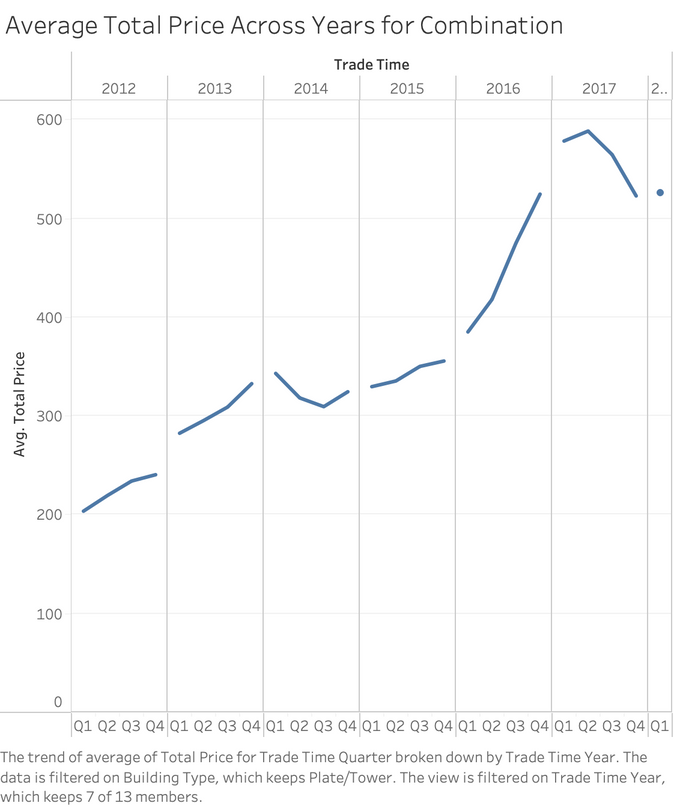 Average Total Price Across Years for Combination
Trade Time
2012 2013 2014 2015 2016 2017 2..
600
500
400
300
200
100
0
Avg. Total Price
Q1 Q2 Q3 Q4 Q1 Q2 Q3 Q4 Q1 Q2 Q3 Q4 Q1 Q2 Q3 Q4 Q1 Q2 Q3 Q4 Q1 Q2 Q3 Q4 Q1
The trend of average of Total Price for Trade Time Quarter broken down by Trade Time Year. The
data is filtered on Building Type, which keeps Plate/Tower. The view is filtered on Trade Time Year,
which keeps 7 of 13 members.